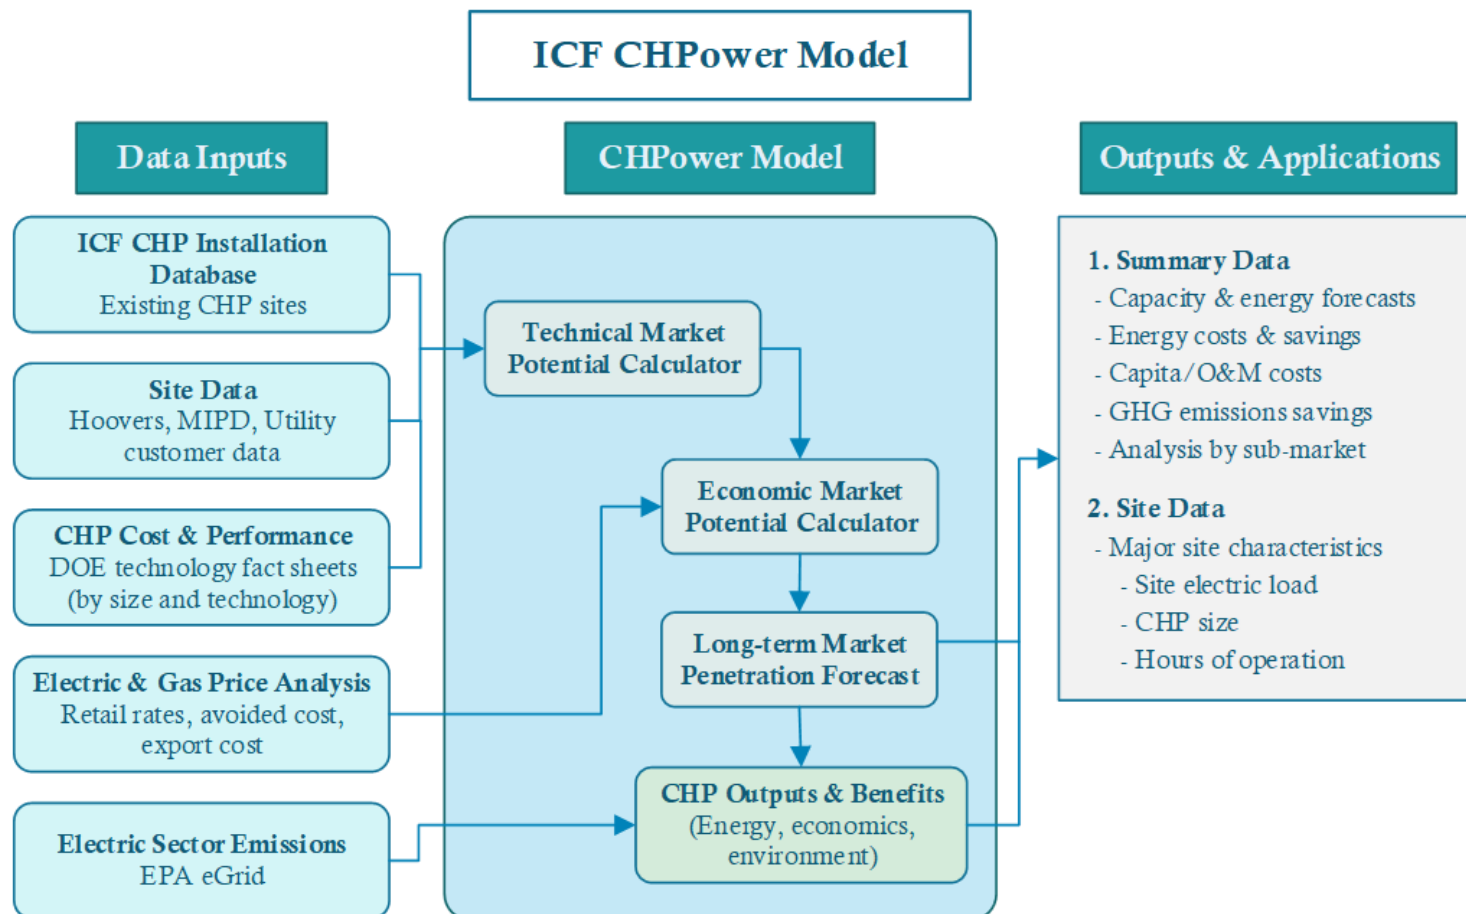 ICF CHPower Model
Data Inputs
ICF CHP Installation
Database
Existing CHP sites
Site Data
Hoovers, MIPD, Utility
customer data
CHP Cost & Performance
DOE technology fact sheets
(by size and technology)
Electric & Gas Price Analysis
Retail rates, avoided cost,
export cost
Electric Sector Emissions
EPA eGrid
CHPower Model
Technical Market
Potential Calculator
Economic Market
Potential Calculator
Long-term Market
Penetration Forecast
CHP Outputs & Benefits
(Energy, economics,
environment)
Outputs & Applications
1. Summary Data
- Capacity & energy forecasts
- Energy costs & savings
- Capita/O&M costs
- GHG emissions savings
- Analysis by sub-market
2. Site Data
- Major site characteristics
- Site electric load
- CHP size
- Hours of operation